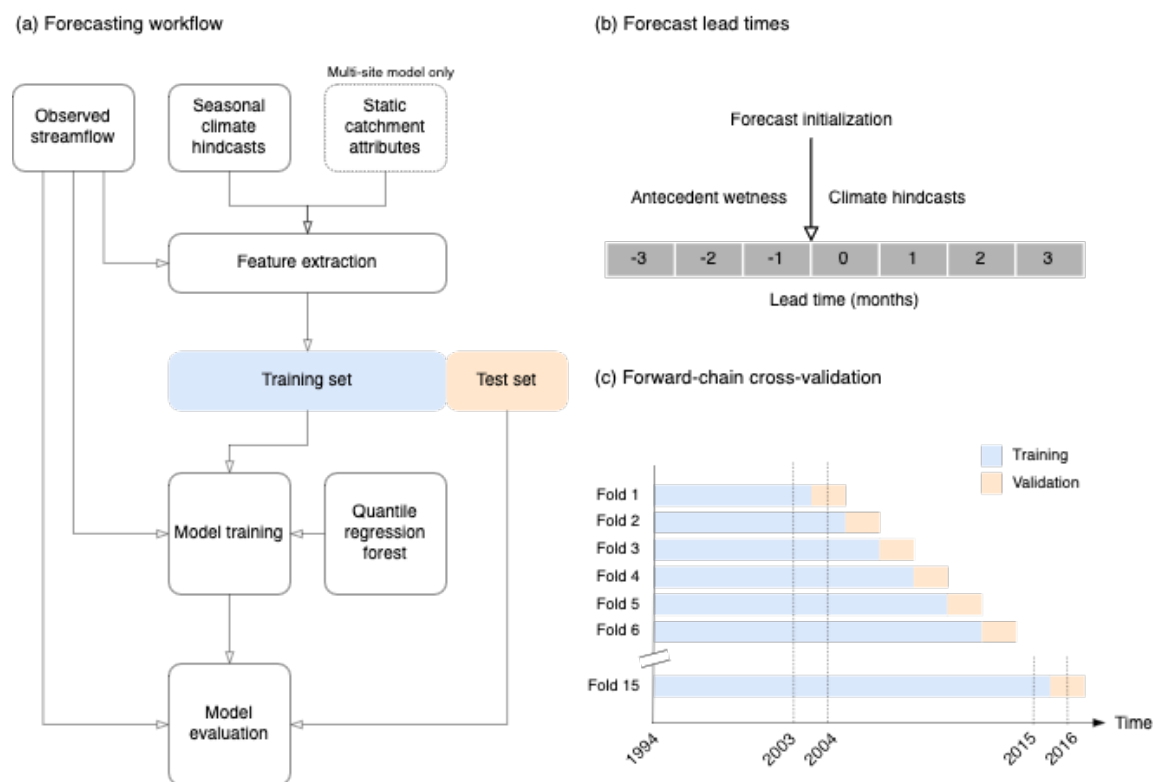 (a) Forecasting workflow
Multi-site model only
Observed
streamflow
Seasonal
climate
hindcasts
Static
catchment
attributes
Feature extraction
Training set
Test set
Model training
Quantile
regression
forest
Model
evaluation
(b) Forecast lead times
Forecast initialization
Antecedent wetness
Climate hindcasts
-3 -2 -1 0 1 2 3
Lead time (months)
(c) Forward-chain cross-validation
Training
Validation
Fold 1
Fold 2
Fold 3
Fold 4
Fold 5
Fold 6
Fold 15
Time
1994 2003 2004 2015 2016